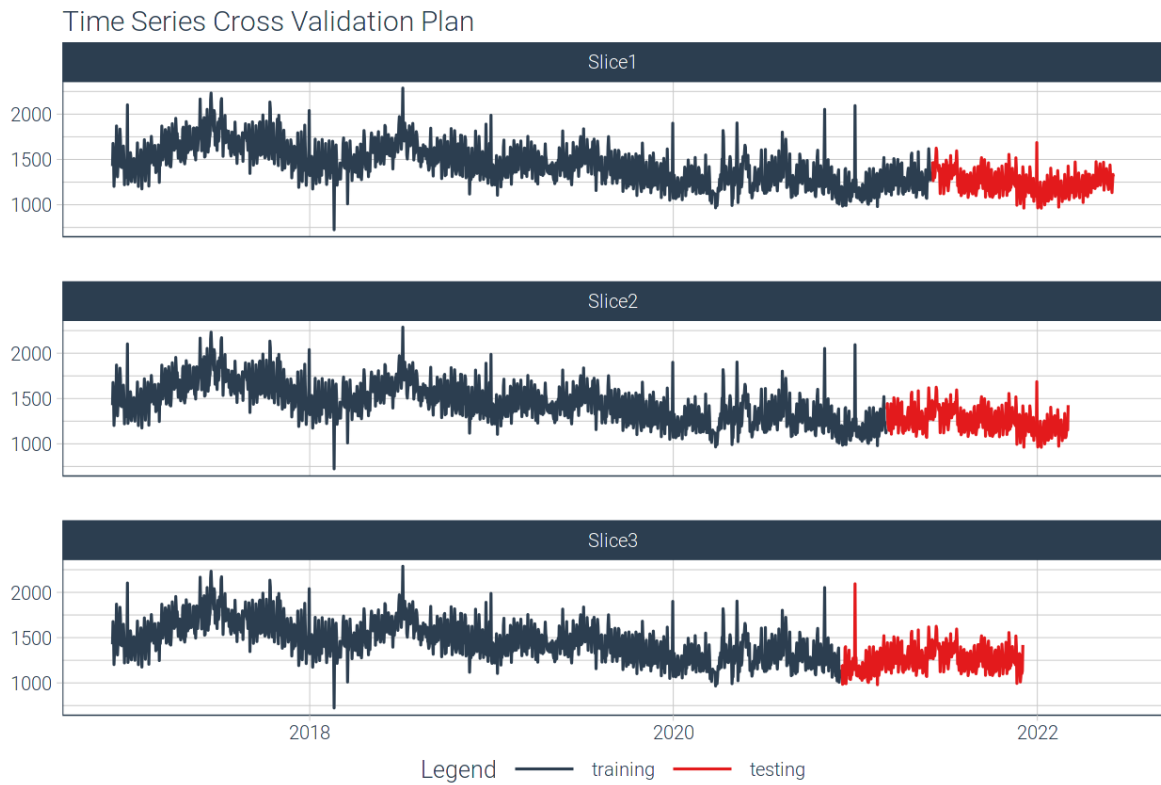 Time Series Cross Validation Plan
Slice1
2000
1500
1000
Slice2
2000
1500
1000
Slice3
2000
1500
1000
2018 2020 2022
Legend training testing